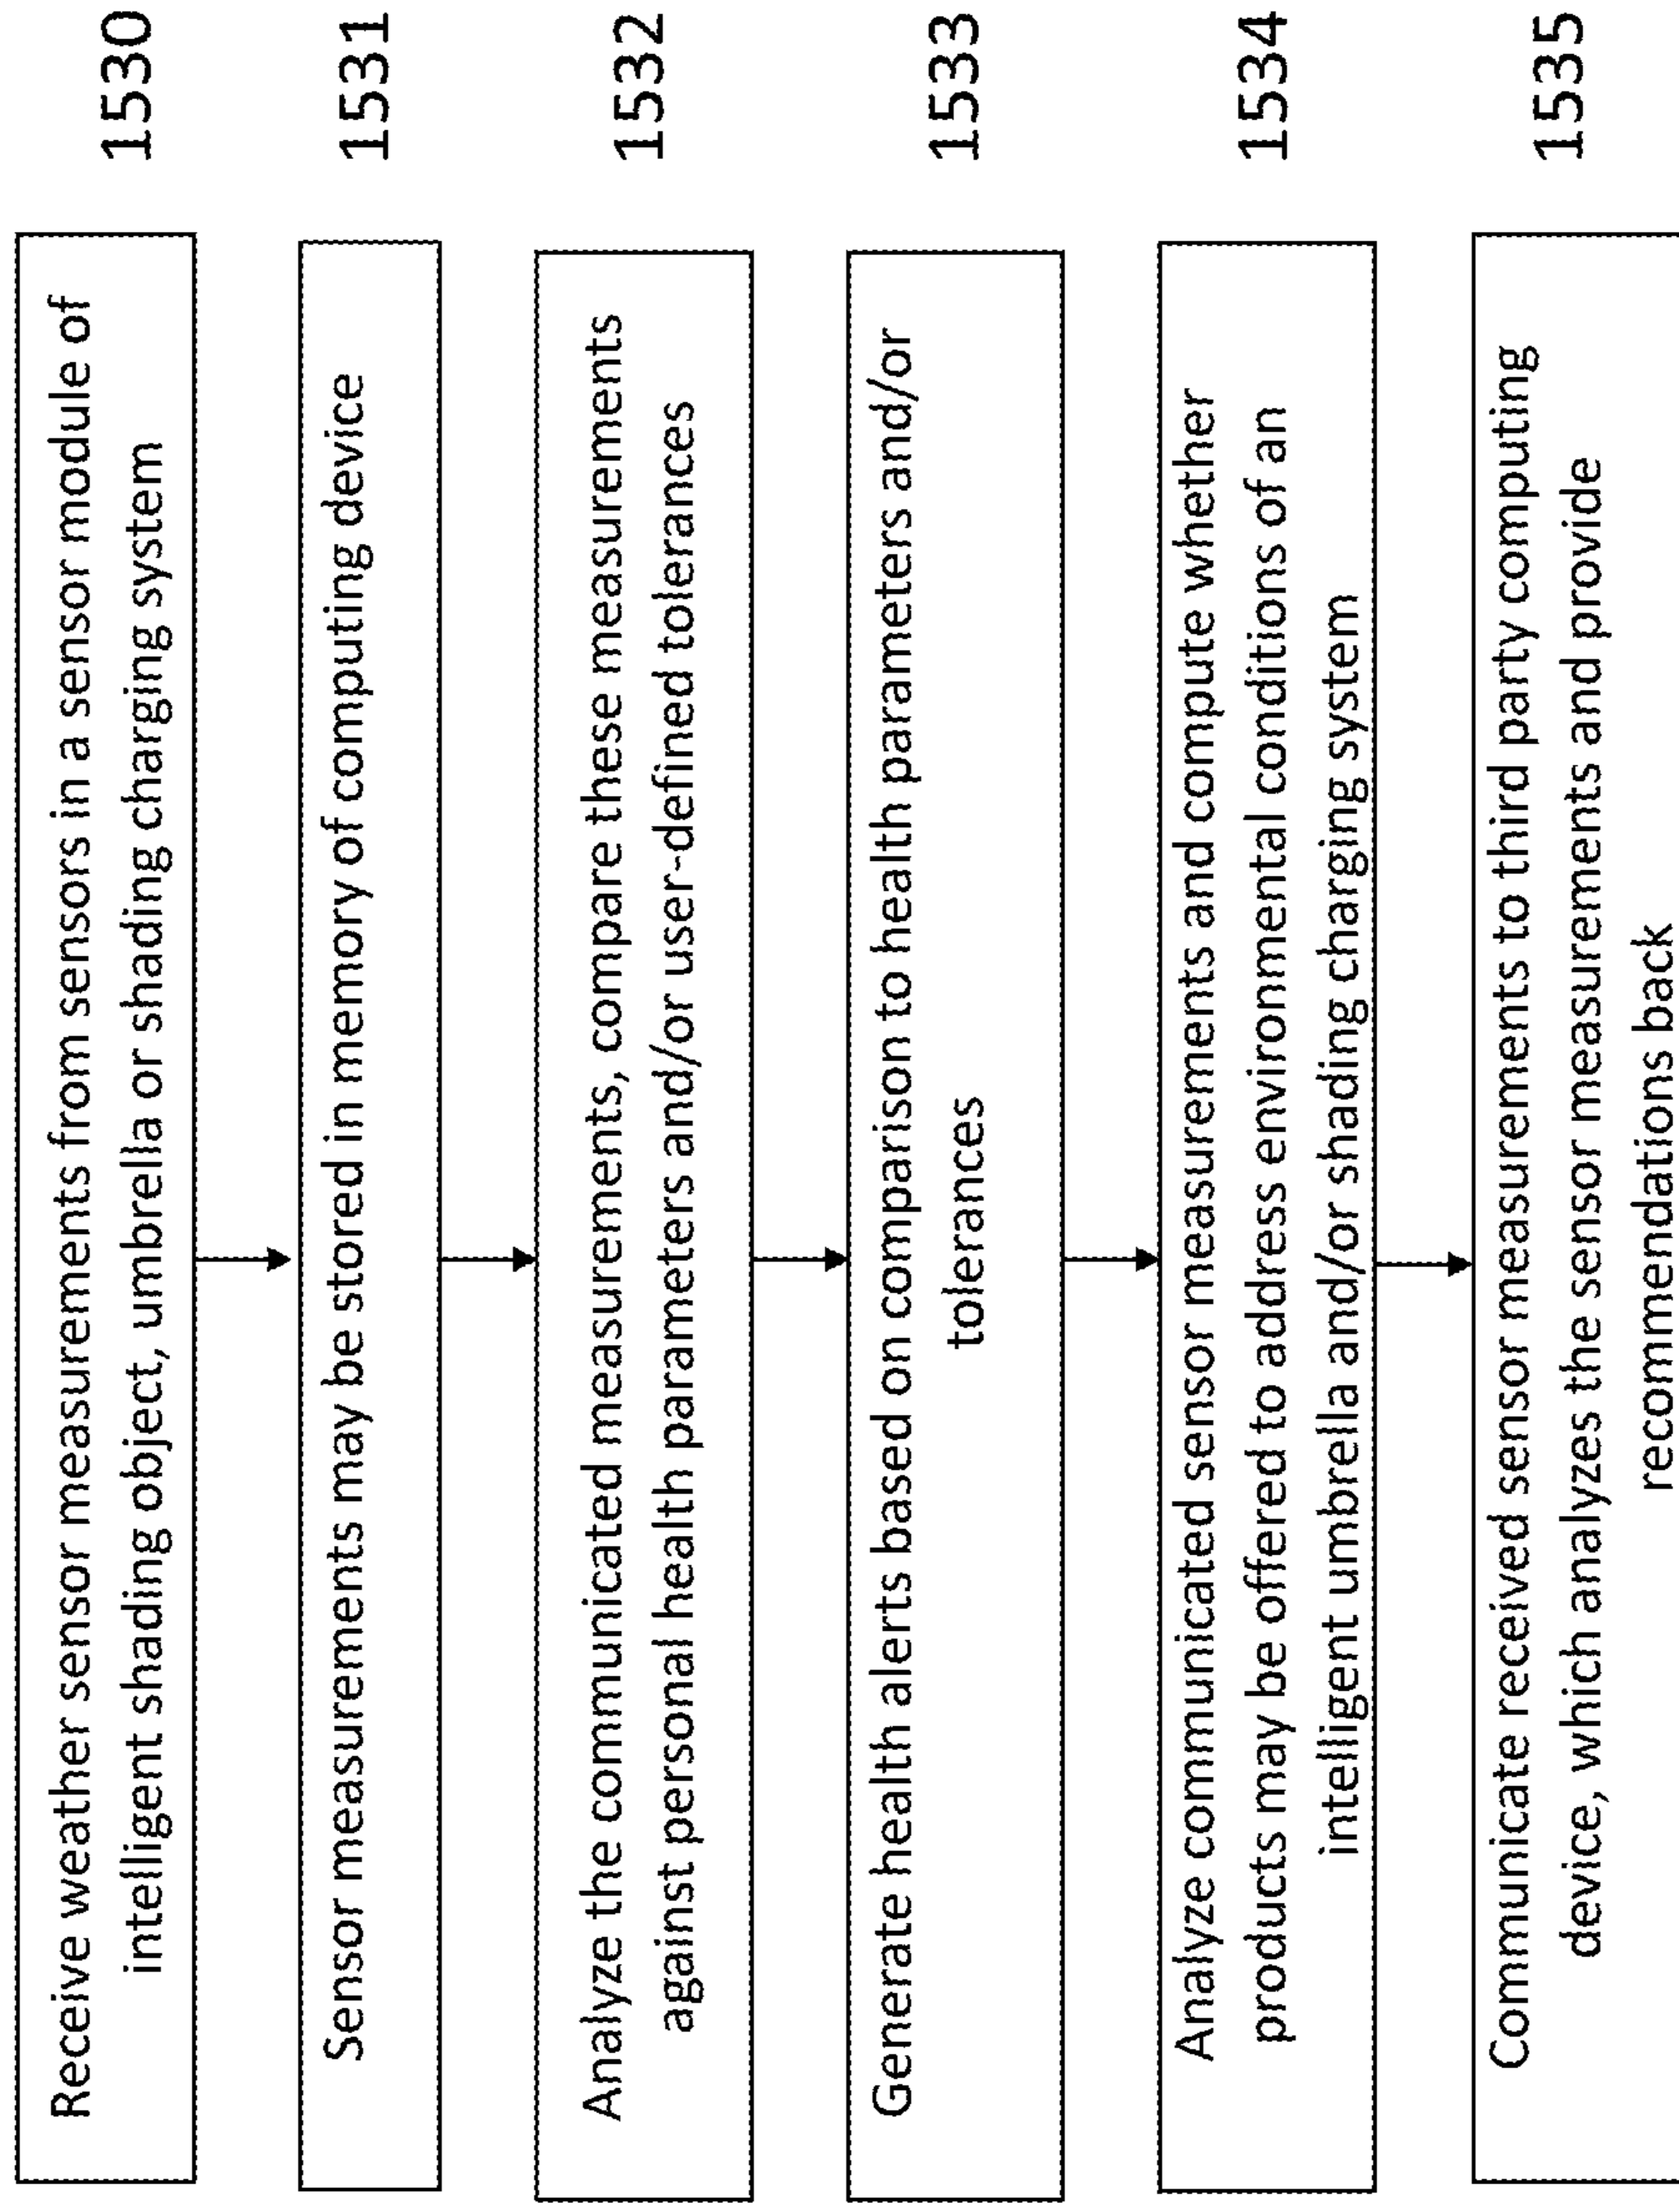 Receive weather sensor measurements from sensors in a sensor module of
intelligent shading object, umbrella or shading charging system
1530
Sensor measurements may be stored in memory of computing device
1531
Analyze the communicated measurements, compare these measurements
against personal health parameters and/or user-defined tolerances
1532
Generate health alerts based on comparison to health parameters and/or
tolerances
1533
Analyze communicated sensor measurements and compute whether
products may be offered to address environmental conditions of an
intelligent umbrella and/or shading charging system
1534
Communicate received sensor measurements to third party computing
device, which analyzes the sensor measurements and provide
recommendations back
1535